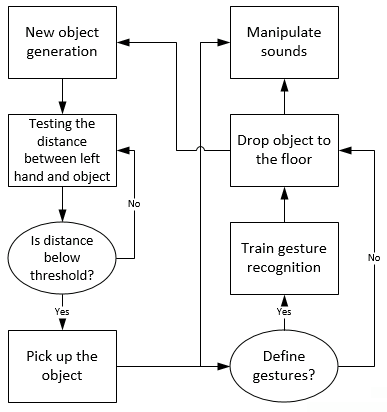 New object
generation
Manipulate
sounds
Testing the
distance
between left
hand and object
Drop object to
the floor
No
Is distance
below
threshold?
Train gesture
recognition
No
Yes
Yes
Pick up the
object
Define
gestures?